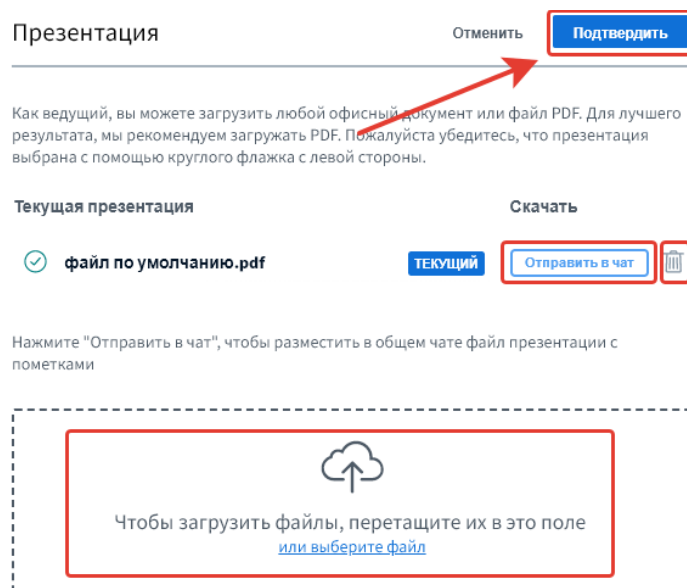 Презентация Отменить Подтвердить
Как ведущий, вы можете загрузить любой офисный документ или файл PDF. Для лучшего
результата, мы рекомендуем загружать PDF. Пожалуйста убедитесь, что презентация
выбрана с помощью круглого флажка с левой стороны.
Текущая презентация Скачать
файл по умолчанию.pdf ТЕКУЩИЙ Отправить в чат
Нажмите "Отправить в чат", чтобы разместить в общем чате файл презентации с
пометками
Чтобы загрузить файлы, перетащите их в это поле
или выберите файл